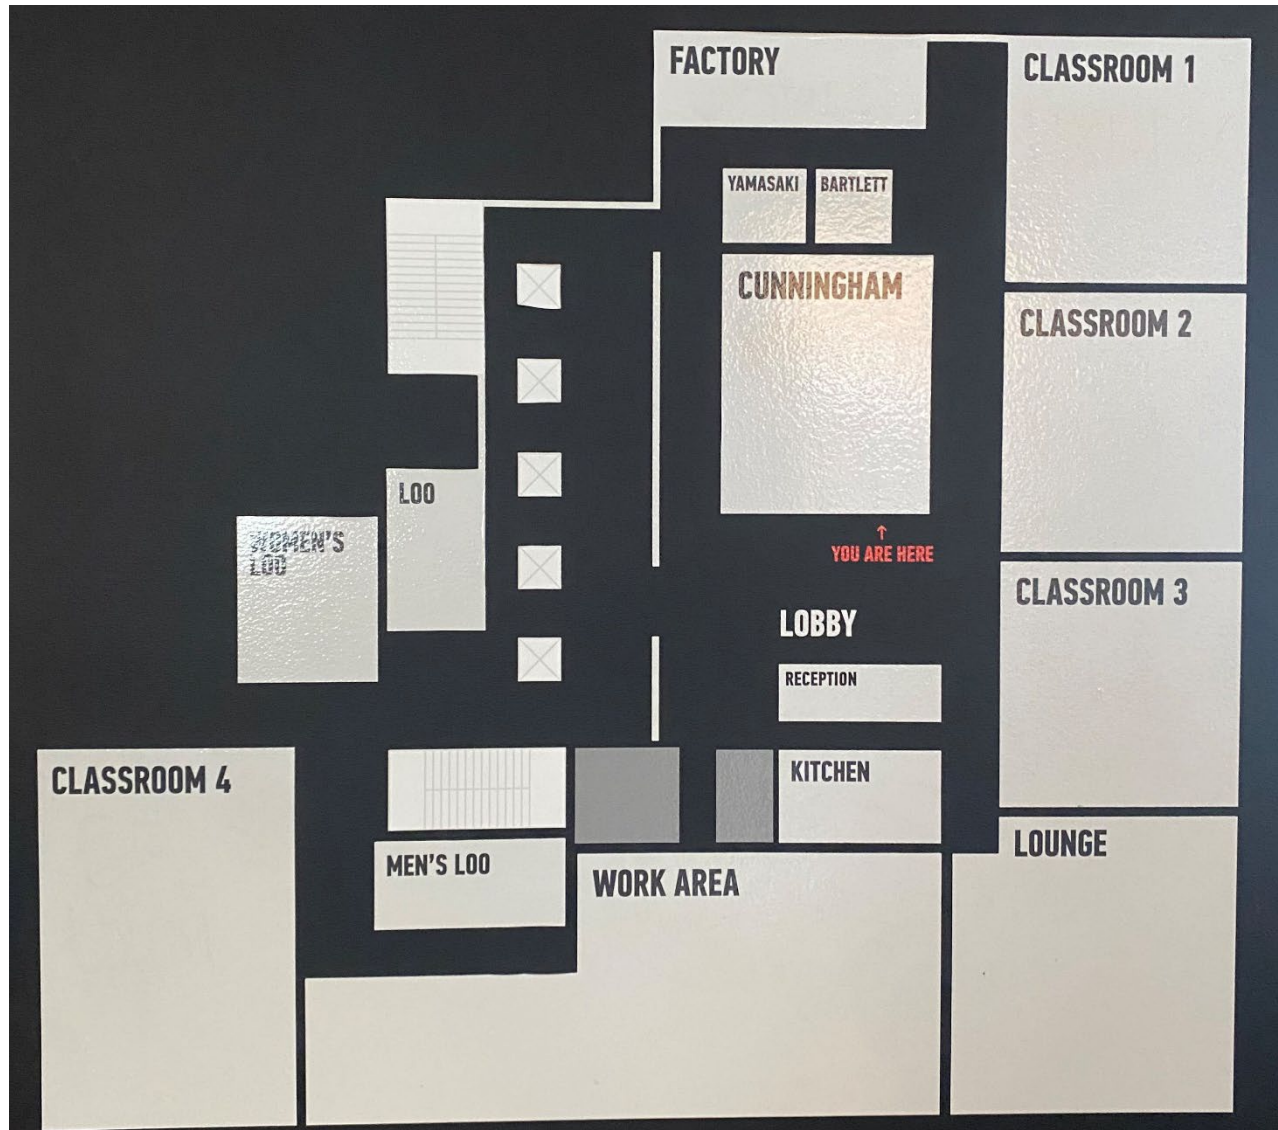 FACTORY
CLASSROOM 1
YAMASAKI
BARTLETT
CUNNINGHAM
CLASSROOM 2
LOO
WOMEN'S
LOO
↑
YOU ARE HERE
CLASSROOM 3
LOBBY
RECEPTION
CLASSROOM 4
KITCHEN
LOUNGE
MEN'S LOO
WORK AREA